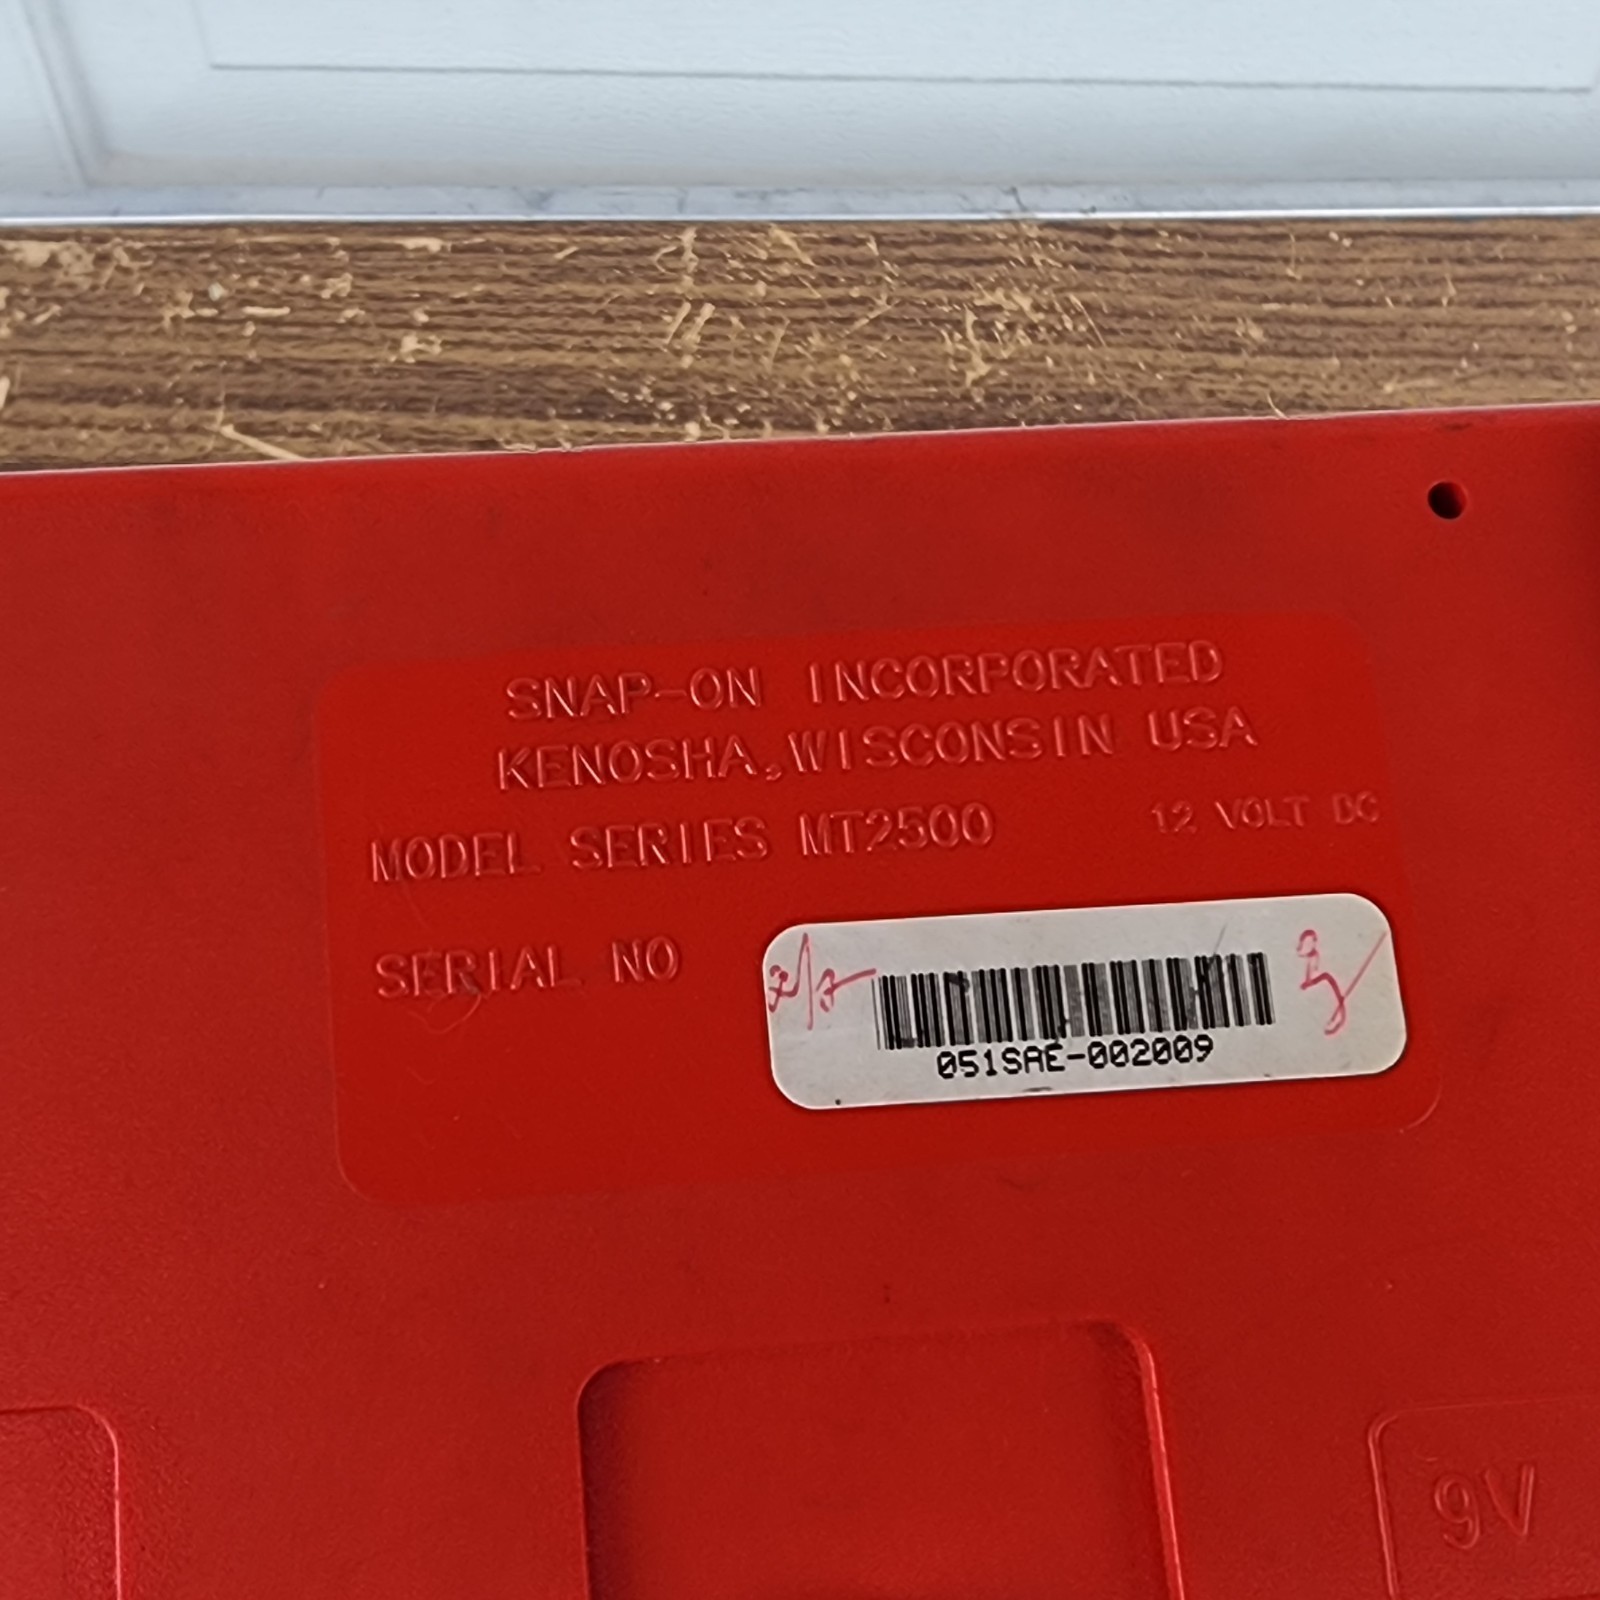 SNAP-ON INCORPORATED
KENOSHA, WISCONSIN USA
MODEL SERIES MT2500 12 VOLT DC
SERIAL NO
051SAE-002009
9V